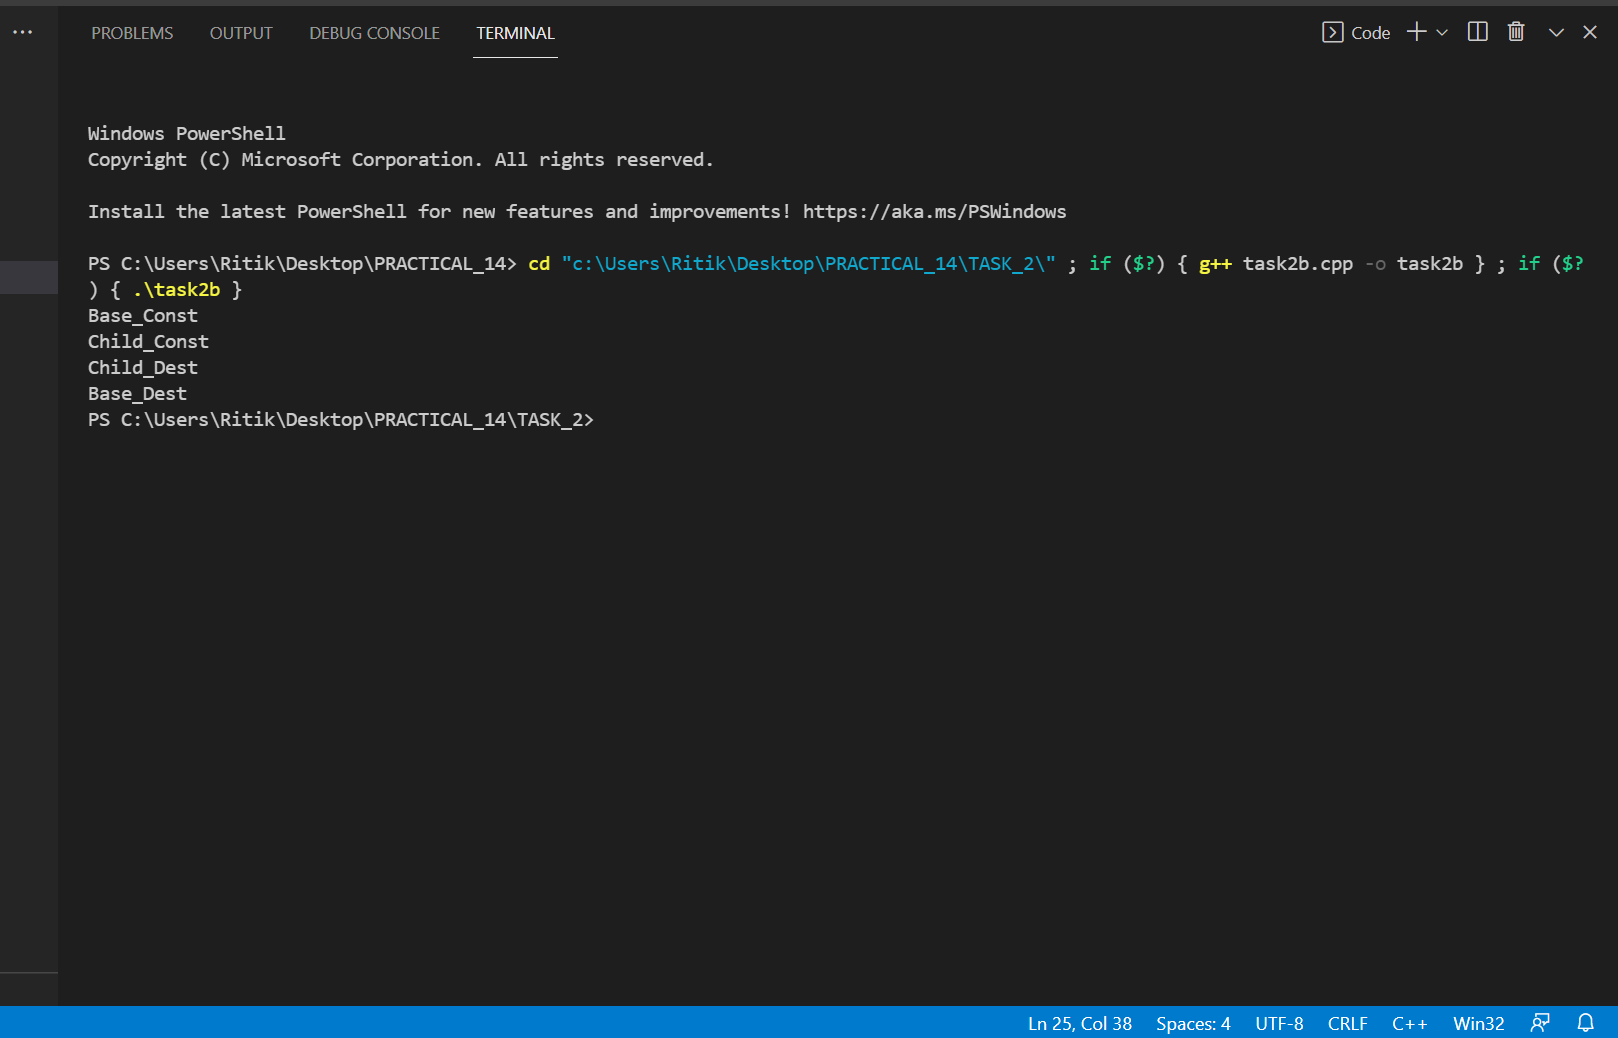 PROBLEMS OUTPUT DEBUG CONSOLE TERMINAL Code
Windows PowerShell
Copyright (C) Microsoft Corporation. All rights reserved.
Install the latest PowerShell for new features and improvements! https://aka.ms/PSWindows
PS C:\Users\Ritik\Desktop\PRACTICAL_14> cd "c:\Users\Ritik\Desktop\PRACTICAL_14\TASK_2\" ; if ($?) { g++ task2b.cpp -o task2b } ; if ($?
) { .\task2b }
Base_Const
Child_Const
Child_Dest
Base_Dest
PS C:\Users\Ritik\Desktop\PRACTICAL_14\TASK_2>
Ln 25, Col 38 Spaces: 4 UTF-8 CRLF C++ Win32